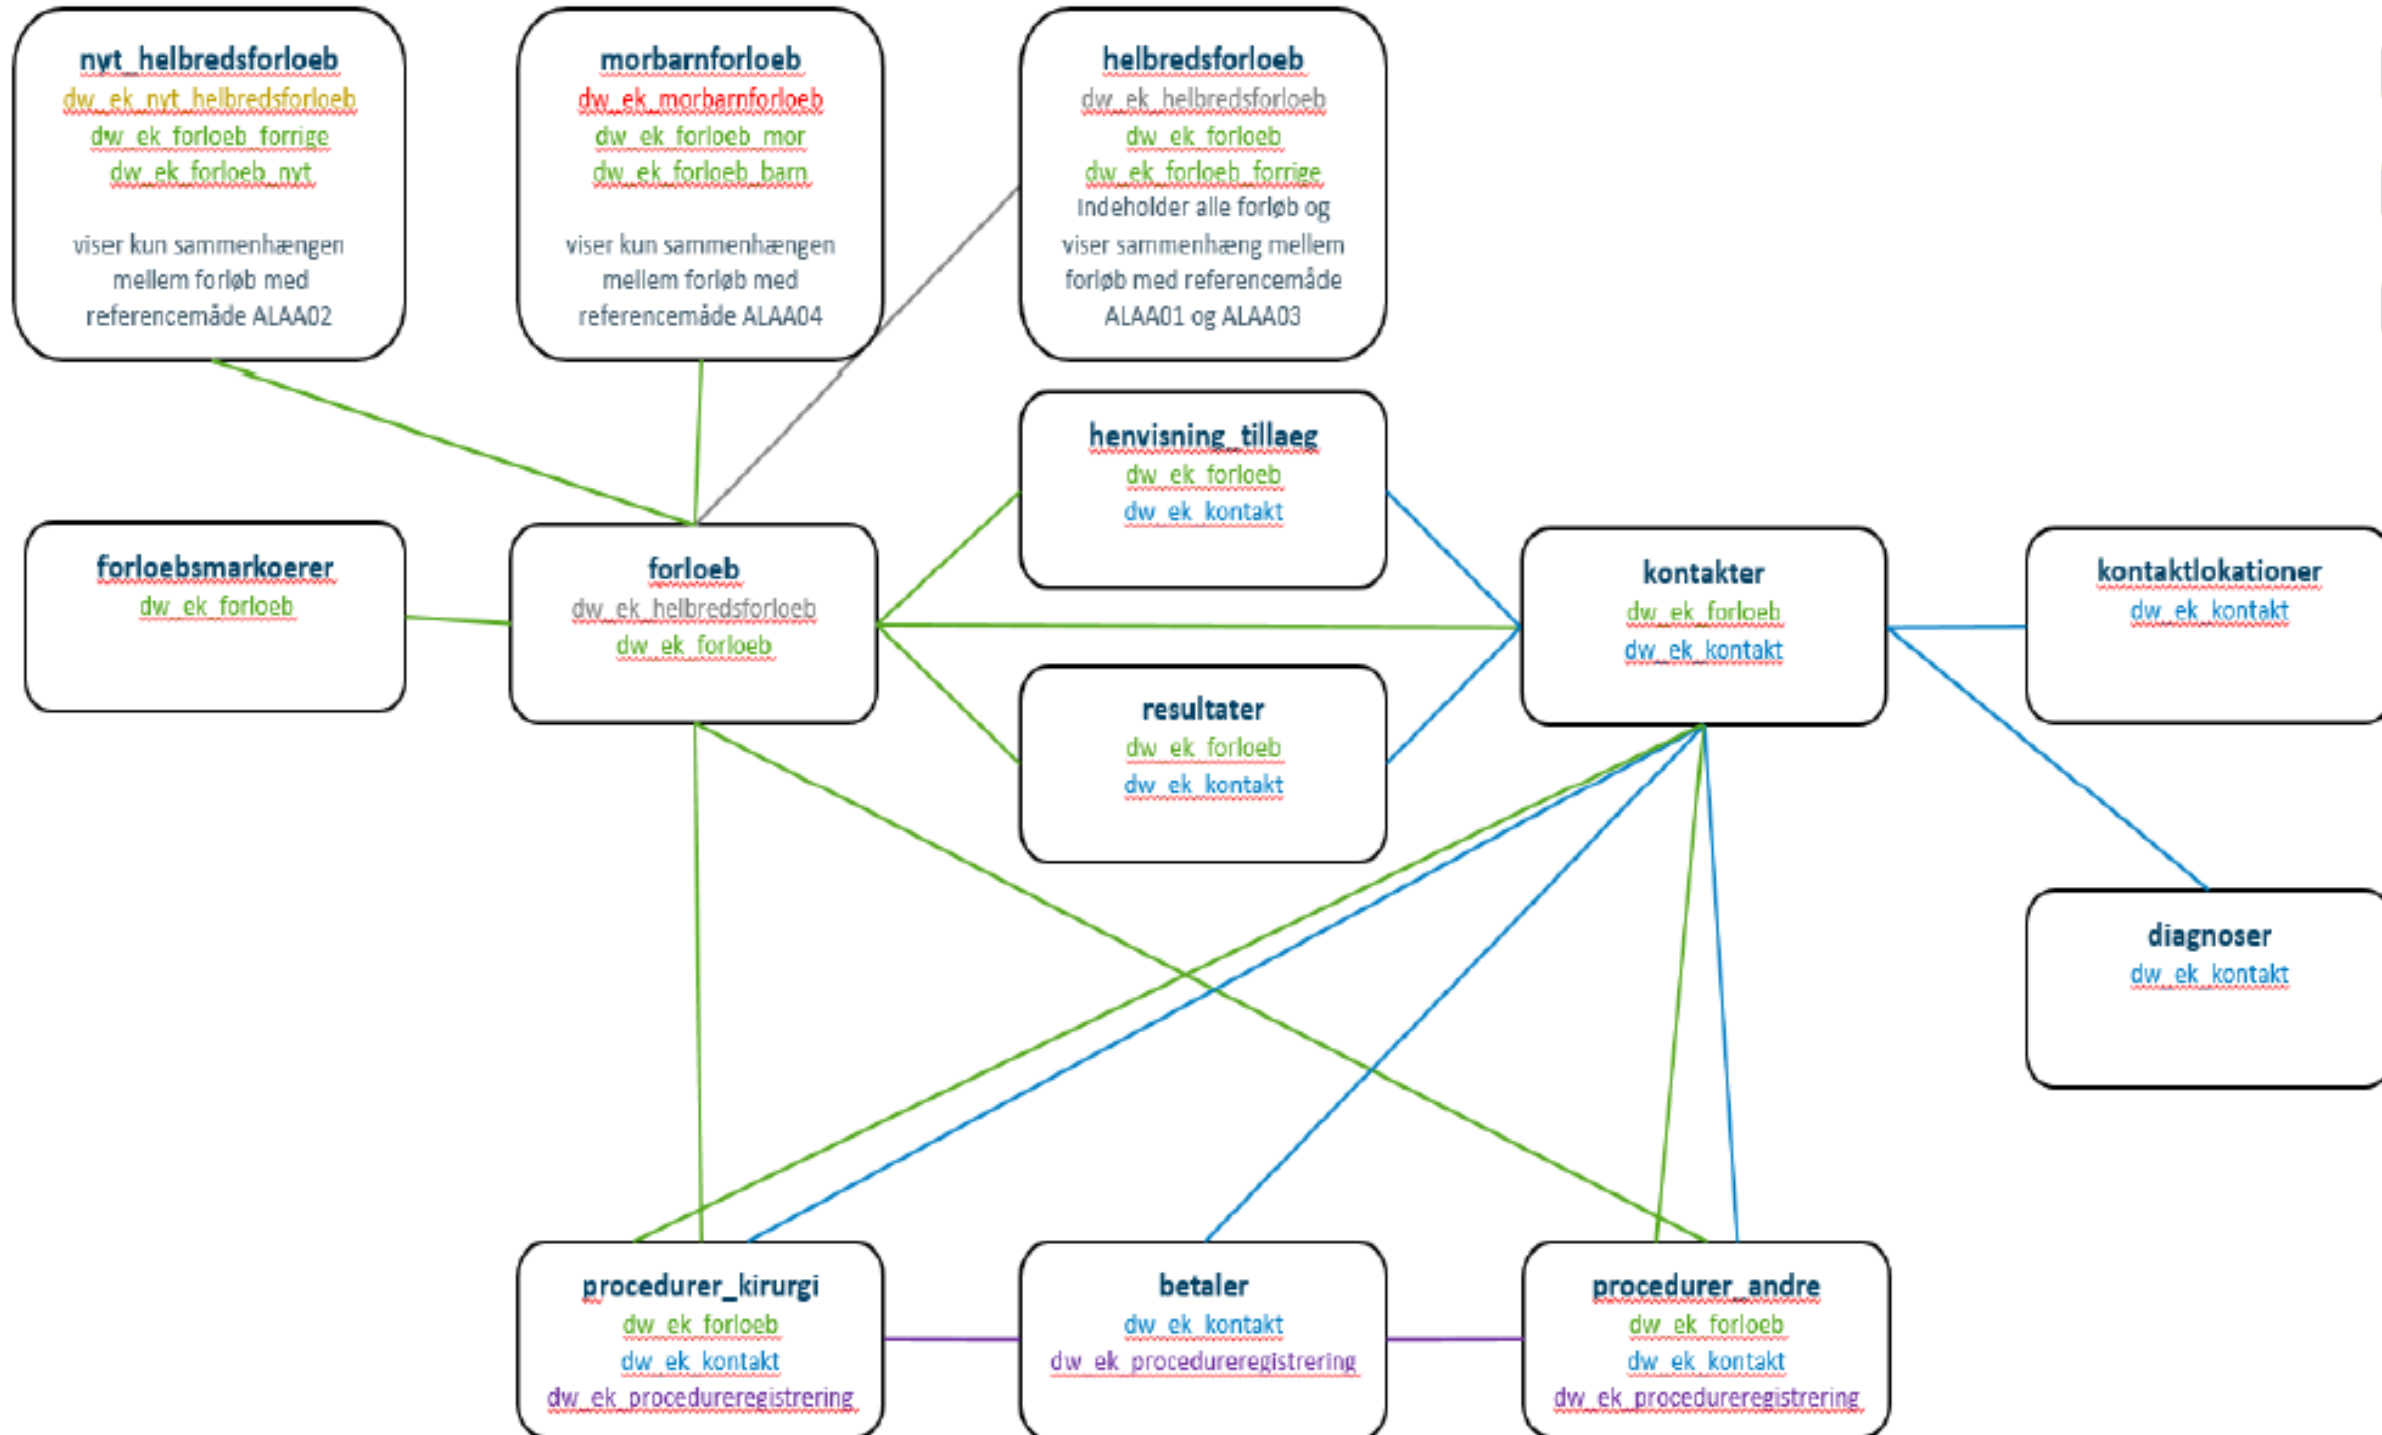 nyt_helbredsforloeb
dw_ek_nyt_helbredsforloeb
dw_ek_forloeb_forrige
dw_ek_forloeb_nyt
viser kun sammenhængen
mellem forløb med
referencemåde ALAA02
morbarnforloeb
dw_ek_morbarnforloeb
dw_ek_forloeb_mor
dw_ek_forloeb_barn
viser kun sammenhængen
mellem forløb med
referencemåde ALAA04
helbredsforloeb
dw_ek_helbredsforloeb
dw_ek_forloeb
dw_ek_forloeb_forrige
Indeholder alle forløb og
viser sammenhæng mellem
forløb med referencemåde
ALAA01 og ALAA03
henvisning_tillaeg
dw_ek_forloeb
dw_ek_kontakt
forloebsmarkoerer
dw_ek_forloeb
forloeb
dw_ek_helbredsforloeb
dw_ek_forloeb
kontakter
dw_ek_forloeb
dw_ek_kontakt
kontaktlokationer
dw_ek_kontakt
resultater
dw_ek_forloeb
dw_ek_kontakt
diagnoser
dw_ek_kontakt
procedurer_kirurgi
dw_ek_forloeb
dw_ek_kontakt
dw_ek_procedureregistrering
betaler
dw_ek_kontakt
dw_ek_procedureregistrering
procedurer_andre
dw_ek_forloeb
dw_ek_kontakt
dw_ek_procedureregistrering